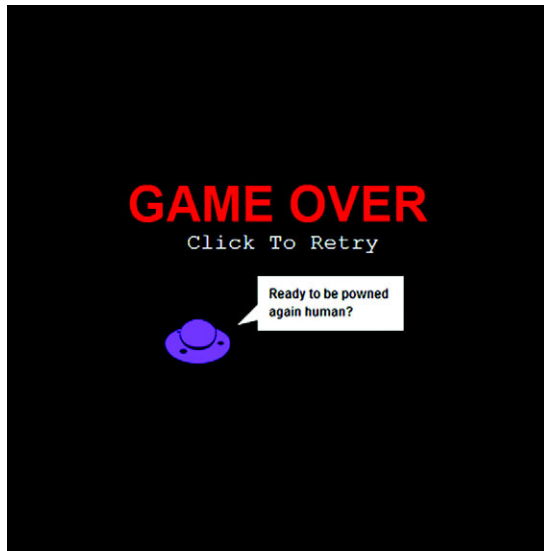 GAME OVER
Click To Retry
Ready to be powned
again human?